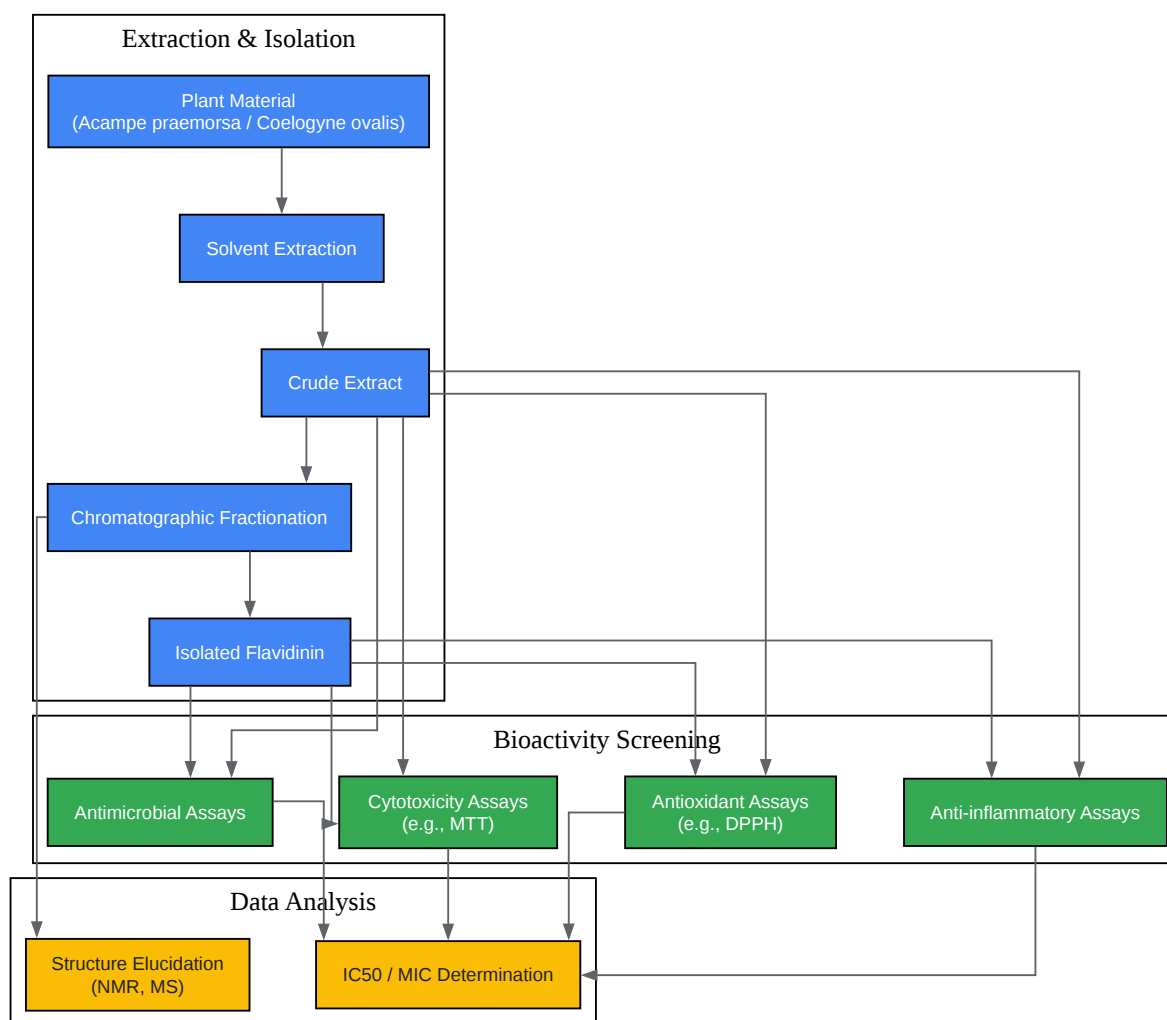 Extraction & Isolation
Plant Material
(Acampe praemorsa / Coelogyne ovalis)
Solvent Extraction
Crude Extract
Chromatographic Fractionation
Isolated Flavidinin
Bioactivity Screening
Antimicrobial Assays
Cytotoxicity Assays
(e.g., MTT)
Antioxidant Assays
(e.g., DPPH)
Anti-inflammatory Assays
Data Analysis
Structure Elucidation
(NMR, MS)
IC50 / MIC Determination